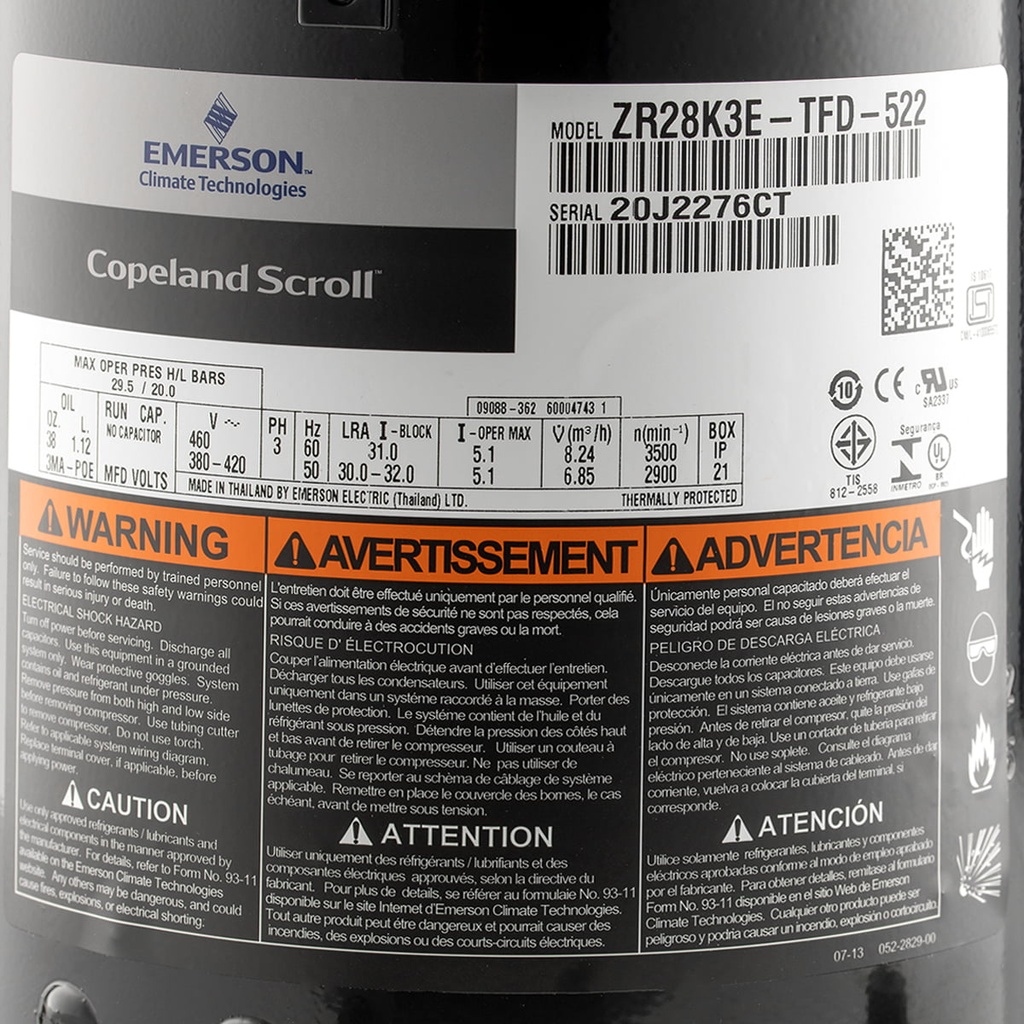 EMERSON™
Climate Technologies
Copeland Scroll™
MODEL ZR28K3E-TFD-522
SERIAL 20J2276CT
MAX OPER PRES H/L BARS
29.5 / 20.0
OIL
OZ. L.
38 1.12
3MA-POE
RUN CAP.
NO CAPACITOR
MFD VOLTS
V
460
380-420
PH
3
Hz
60
50
LRA I-BLOCK
31.0
30.0-32.0
09088-362 60004743 1
I-OPER MAX
5.1
5.1
V̇(m³/h)
8.24
6.85
n(min⁻¹)
3500
2900
BOX
IP
21
MADE IN THAILAND BY EMERSON ELECTRIC (Thailand) LTD.
THERMALLY PROTECTED
10
CE
c RU us
SA2337
TIS
812-2558
Segurança
INMETRO
UL
BR
WARNING
Service should be performed by trained personnel
only. Failure to follow these safety warnings could
result in serious injury or death.
ELECTRICAL SHOCK HAZARD
Turn off power before servicing. Discharge all
capacitors. Use this equipment in a grounded
system only. Wear protective goggles. System
contains oil and refrigerant under pressure.
Remove pressure from both high and low side
before removing compressor. Use tubing cutter
to remove compressor. Do not use torch.
Refer to applicable system wiring diagram.
Replace terminal cover, if applicable, before
applying power.
CAUTION
Use only approved refrigerants / lubricants and
electrical components in the manner approved by
the manufacturer. For details, refer to Form No. 93-11
available on the Emerson Climate Technologies
website. Any others may be dangerous, and could
cause fires, explosions, or electrical shorting.
AVERTISSEMENT
L'entretien doit être effectué uniquement par le personnel qualifié.
Si ces avertissements de sécurité ne sont pas respectés, cela
pourrait conduire à des accidents graves ou la mort.
RISQUE D' ÉLECTROCUTION
Couper l'alimentation électrique avant d'effectuer l'entretien.
Décharger tous les condensateurs. Utiliser cet équipement
uniquement dans un système raccordé à la masse. Porter des
lunettes de protection. Le système contient de l'huile et du
réfrigérant sous pression. Détendre la pression des côtés haut
et bas avant de retirer le compresseur. Utiliser un couteau à
tubage pour retirer le compresseur. Ne pas utiliser de
chalumeau. Se reporter au schèma de câblage de système
applicable. Remettre en place le couvercle des bornes, le cas
échéant, avant de mettre sous tension.
ATTENTION
Utiliser uniquement des réfrigérants / lubrifiants et des
composantes électriques approuvés, selon la directive du
fabricant. Pour plus de détails, se référer au formulaie No. 93-11
disponible sur le site Internet d'Emerson Climate Technologies.
Tout autre produit peut être dangereux et pourrait causer des
incendies, des explosions ou des courts-circuits électriques.
ADVERTENCIA
Únicamente personal capacitado deberá efectuar el
servicio del equipo. El no seguir estas advertencias de
seguridad podrá ser causa de lesiones graves o la muerte.
PELIGRO DE DESCARGA ELÉCTRICA
Desconecte la corriente eléctrica antes de dar servicio.
Descargue todos los capacitores. Este equipo debe usarse
únicamente en un sistema conectado a tierra. Use gafas de
protección. El sistema contiene aceite y refrigerante bajo
presión. Antes de retirar el compresor, quite la presión del
lado de alta y de baja. Use un cortador de tubería para retirar
el compresor. No use soplete. Consulte el diagrama
eléctrico perteneciente al sistema de cableado. Antes de dar
corriente, vuelva a colocar la cubierta del terminal, si
corresponde.
ATENCIÓN
Utilice solamente refrigerantes, lubricantes y componentes
eléctricos aprobadas conforme al modo de empleo aprobado
por el fabricante. Para obtener detalles, remitase al formulario
Form No. 93-11 disponible en el sitio Web de Emerson
Climate Technologies. Cualquier otro producto puede ser
peligroso y podria causar un incendio, explosión o cortocircuito.
07-13 052-2829-00